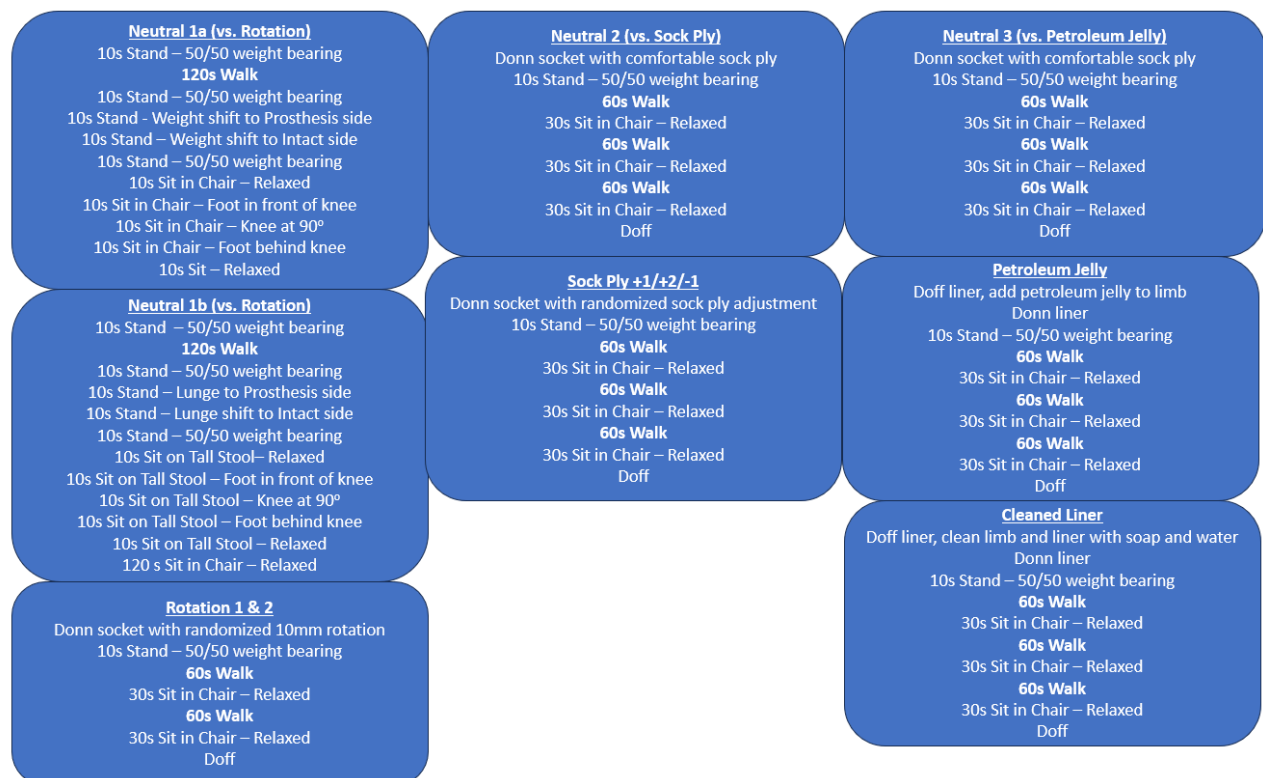 Neutral 1a (vs. Rotation)
10s Stand – 50/50 weight bearing
120s Walk
10s Stand – 50/50 weight bearing
10s Stand - Weight shift to Prosthesis side
10s Stand – Weight shift to Intact side
10s Stand – 50/50 weight bearing
10s Sit in Chair – Relaxed
10s Sit in Chair – Foot in front of knee
10s Sit in Chair – Knee at 90º
10s Sit in Chair – Foot behind knee
10s Sit – Relaxed
Neutral 1b (vs. Rotation)
10s Stand – 50/50 weight bearing
120s Walk
10s Stand – 50/50 weight bearing
10s Stand – Lunge to Prosthesis side
10s Stand – Lunge shift to Intact side
10s Stand – 50/50 weight bearing
10s Sit on Tall Stool– Relaxed
10s Sit on Tall Stool – Foot in front of knee
10s Sit on Tall Stool – Knee at 90º
10s Sit on Tall Stool – Foot behind knee
10s Sit on Tall Stool – Relaxed
120 s Sit in Chair – Relaxed
Rotation 1 & 2
Donn socket with randomized 10mm rotation
10s Stand – 50/50 weight bearing
60s Walk
30s Sit in Chair – Relaxed
60s Walk
30s Sit in Chair – Relaxed
Doff
Neutral 2 (vs. Sock Ply)
Donn socket with comfortable sock ply
10s Stand – 50/50 weight bearing
60s Walk
30s Sit in Chair – Relaxed
60s Walk
30s Sit in Chair – Relaxed
60s Walk
30s Sit in Chair – Relaxed
Doff
Sock Ply +1/+2/-1
Donn socket with randomized sock ply adjustment
10s Stand – 50/50 weight bearing
60s Walk
30s Sit in Chair – Relaxed
60s Walk
30s Sit in Chair – Relaxed
60s Walk
30s Sit in Chair – Relaxed
Doff
Neutral 3 (vs. Petroleum Jelly)
Donn socket with comfortable sock ply
10s Stand – 50/50 weight bearing
60s Walk
30s Sit in Chair – Relaxed
60s Walk
30s Sit in Chair – Relaxed
60s Walk
30s Sit in Chair – Relaxed
Doff
Petroleum Jelly
Doff liner, add petroleum jelly to limb
Donn liner
10s Stand – 50/50 weight bearing
60s Walk
30s Sit in Chair – Relaxed
60s Walk
30s Sit in Chair – Relaxed
60s Walk
30s Sit in Chair – Relaxed
Doff
Cleaned Liner
Doff liner, clean limb and liner with soap and water
Donn liner
10s Stand – 50/50 weight bearing
60s Walk
30s Sit in Chair – Relaxed
60s Walk
30s Sit in Chair – Relaxed
60s Walk
30s Sit in Chair – Relaxed
Doff